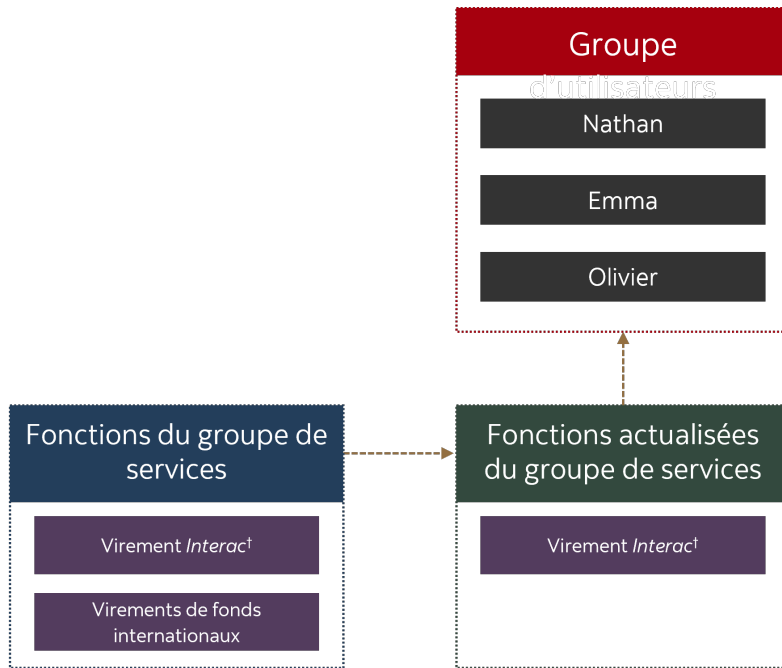 Groupe
d'utilisateurs
Nathan
Emma
Olivier
Fonctions du groupe de
services
Virement Interac†
Virements de fonds
internationaux
Fonctions actualisées
du groupe de services
Virement Interac†